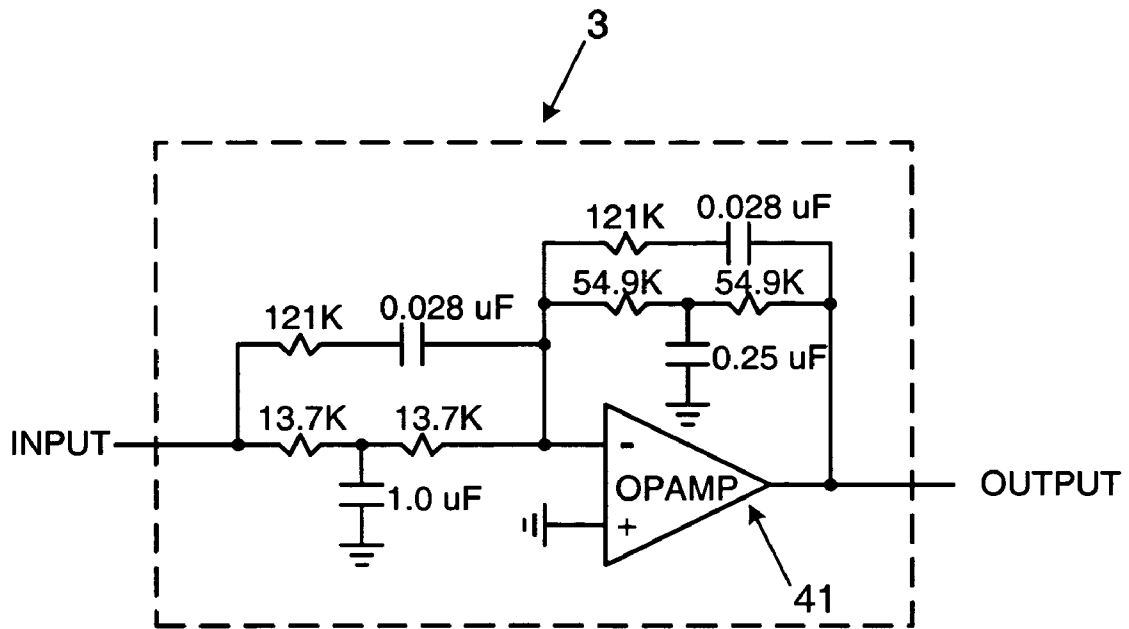 3
0.028 uF
121K
54.9K 54.9K
0.028 uF
121K
0.25 uF
13.7K 13.7K
INPUT
-
OPAMP
OUTPUT
1.0 uF
+
41